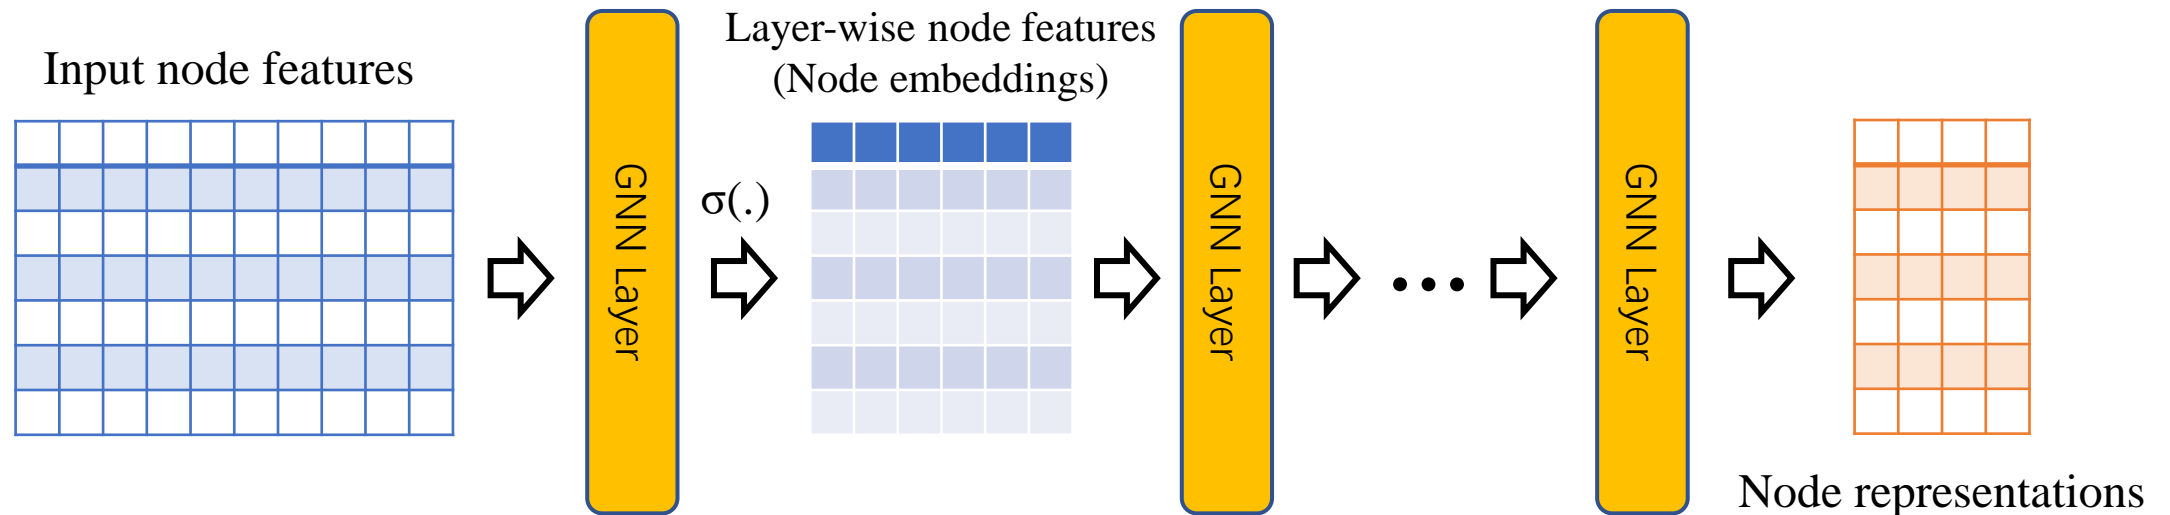 Input node features
GNN Layer
σ(.)
Layer-wise node features
(Node embeddings)
GNN Layer
GNN Layer
Node representations